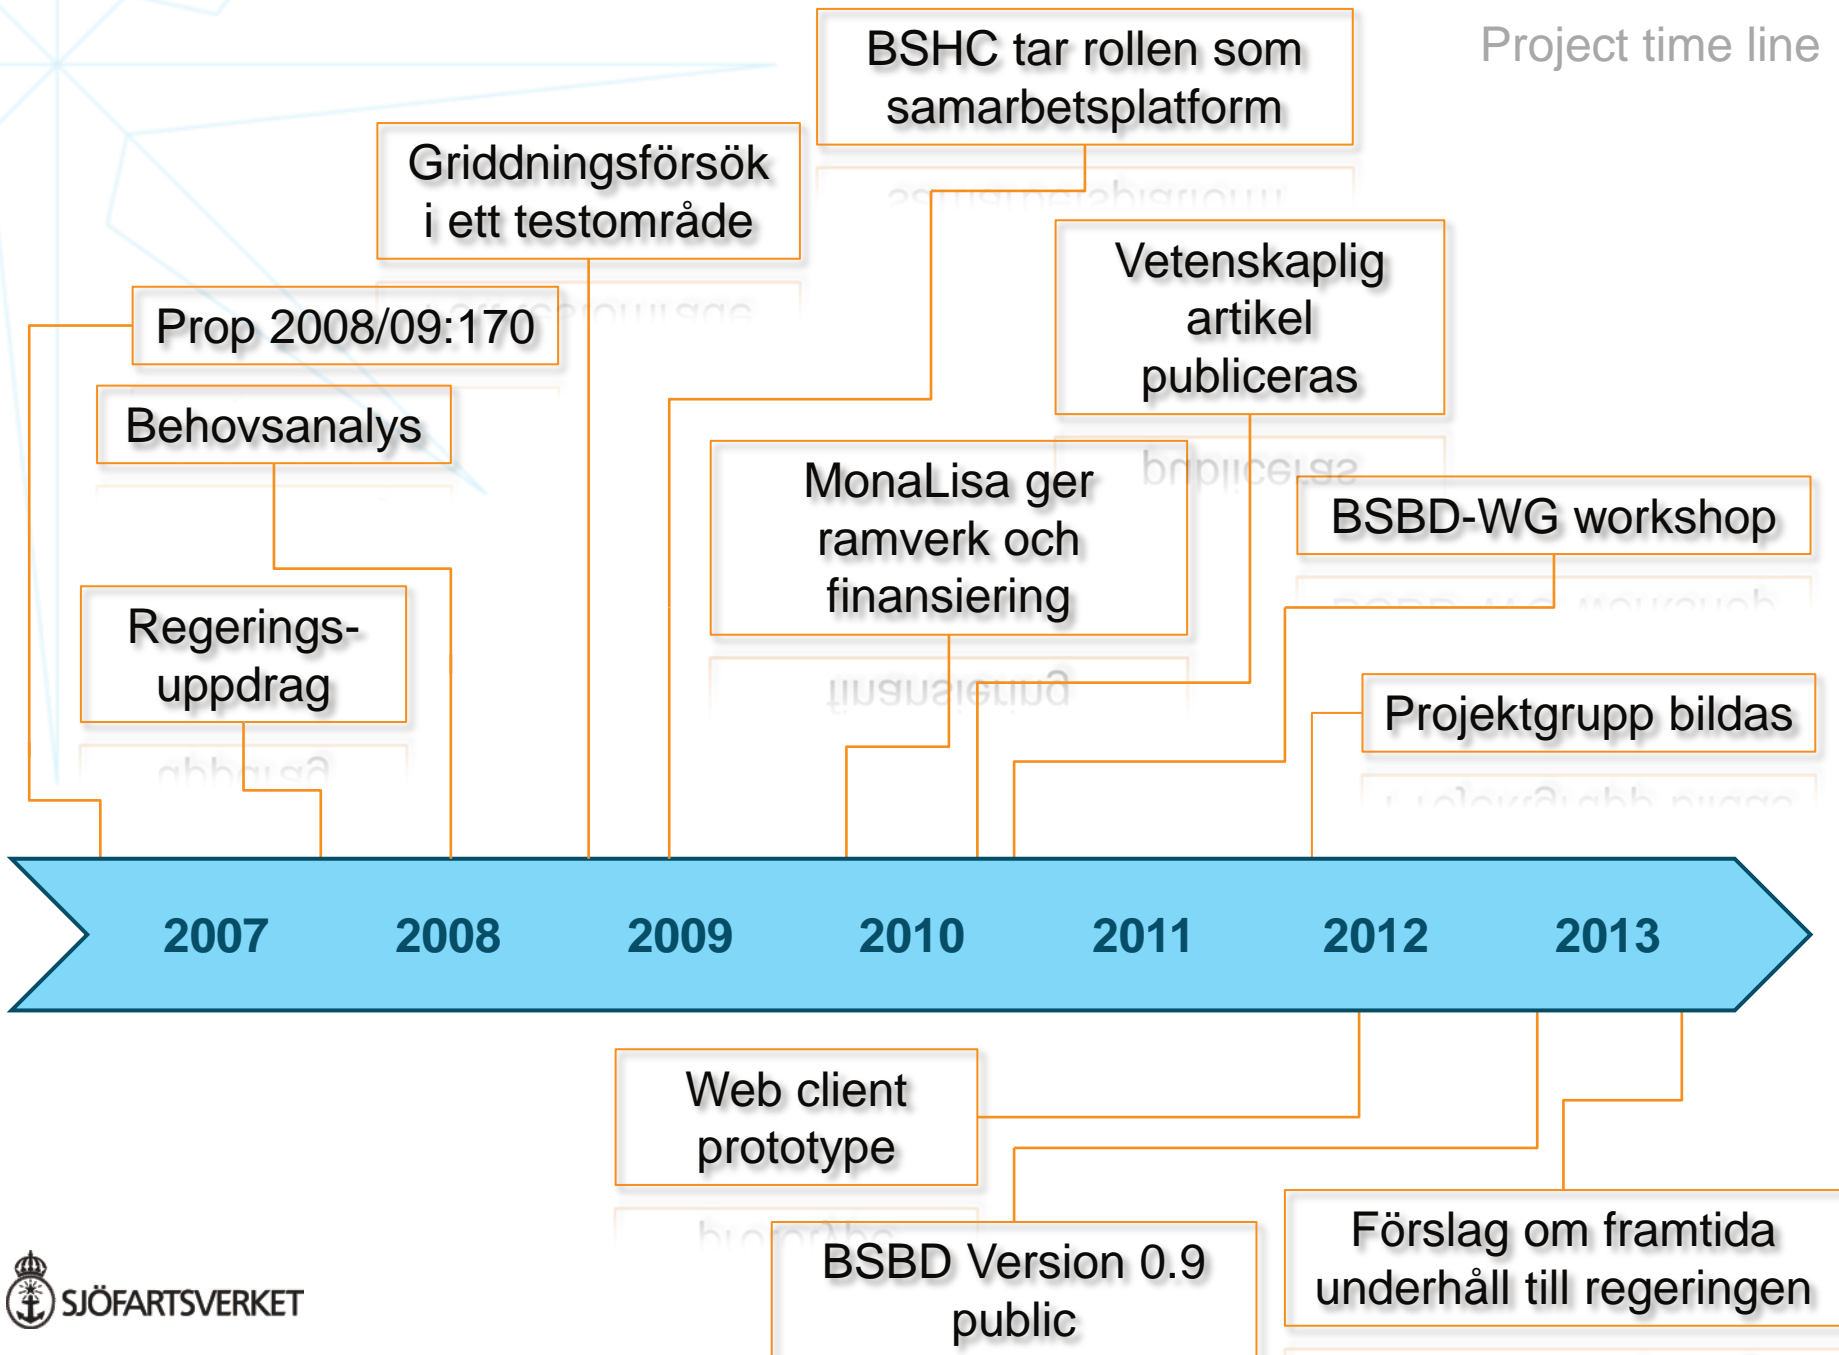 Project time line
BSHC tar rollen som
samarbetsplatform
Griddningsförsök
i ett testområde
Vetenskaplig
artikel
publiceras
Prop 2008/09:170
Behovsanalys
MonaLisa ger
ramverk och
finansiering
BSBD-WG workshop
Regerings-
uppdrag
Projektgrupp bildas
2007 2008 2009 2010 2011 2012 2013
Web client
prototype
BSBD Version 0.9
public
Förslag om framtida
underhåll till regeringen
SJÖFARTSVERKET